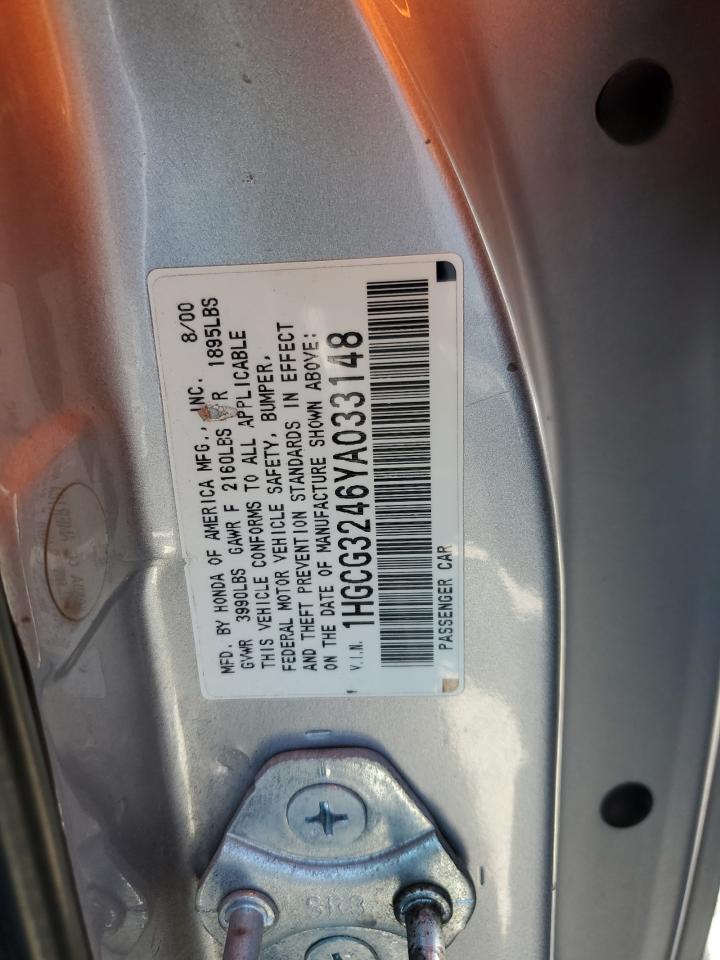 MFD. BY HONDA OF AMERICA MFG., INC. 8/00
GVWR 3990LBS GAWR F 2160LBS R 1895LBS
THIS VEHICLE CONFORMS TO ALL APPLICABLE
FEDERAL MOTOR VEHICLE SAFETY, BUMPER,
AND THEFT PREVENTION STANDARDS IN EFFECT
ON THE DATE OF MANUFACTURE SHOWN ABOVE:
V.I.N. 1HGCG3246YA033148
PASSENGER CAR
SR3